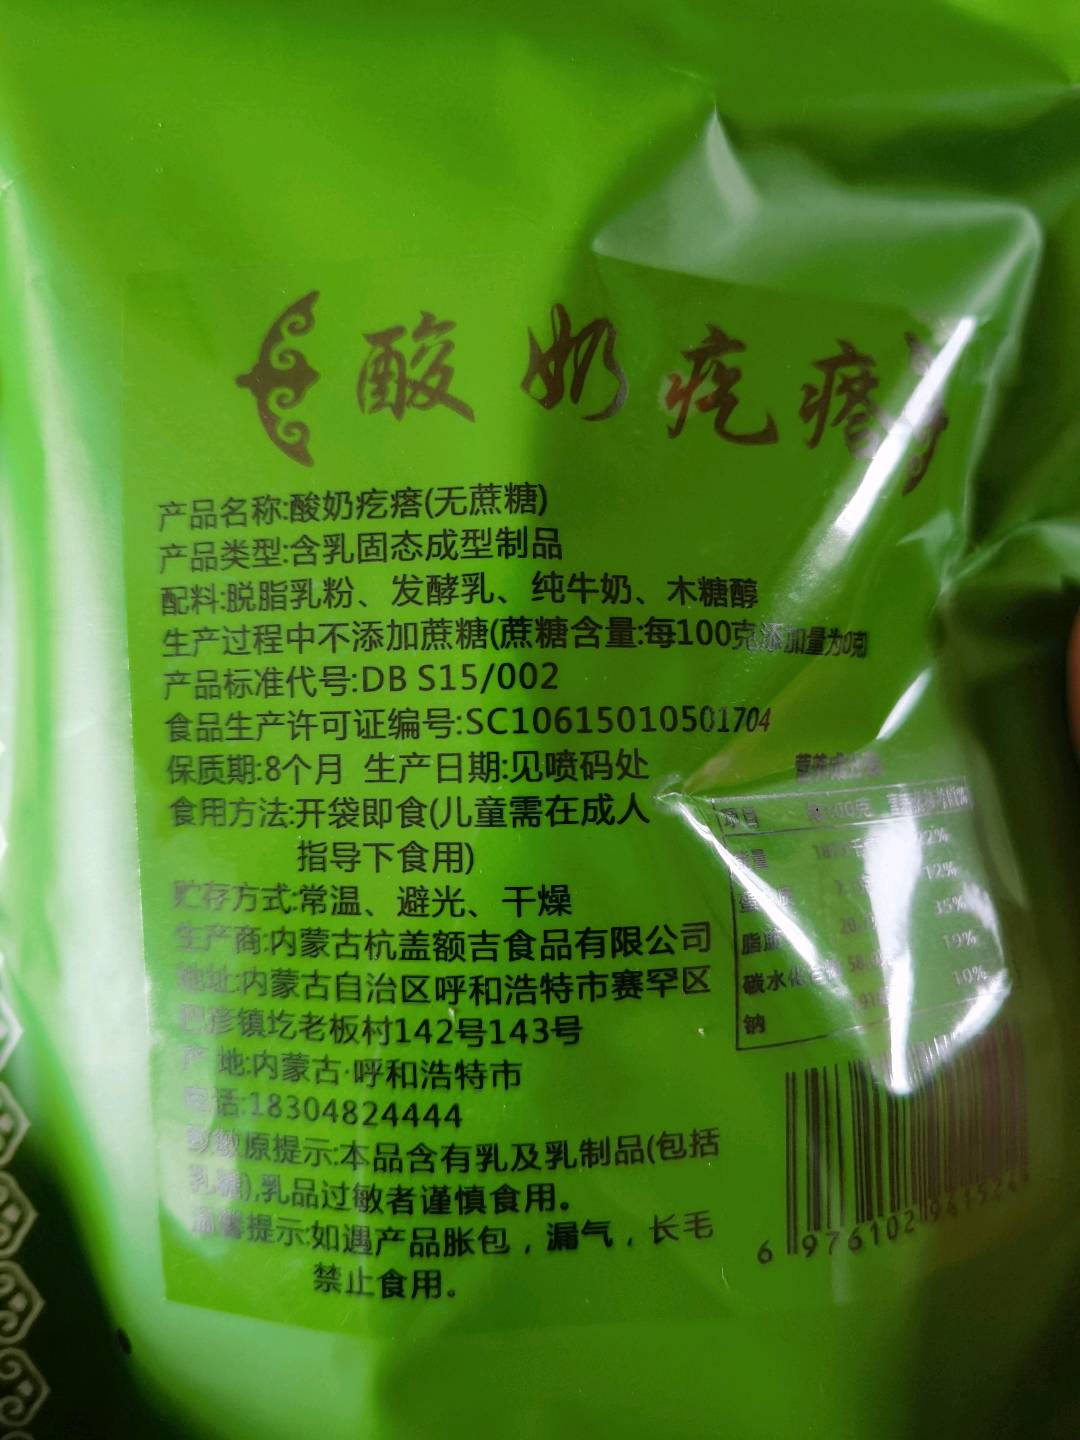 酸奶疙瘩
产品名称:酸奶疙瘩(无蔗糖)
产品类型:含乳固态成型制品
配料:脱脂乳粉、发酵乳、纯牛奶、木糖醇
生产过程中不添加蔗糖(蔗糖含量:每100克添加量为0克)
产品标准代号:DB S15/002
食品生产许可证编号:SC10615010501704
保质期:8个月 生产日期:见喷码处
食用方法:开袋即食(儿童需在成人
指导下食用)
贮存方式:常温、避光、干燥
生产商:内蒙古杭盖额吉食品有限公司
地址:内蒙古自治区呼和浩特市赛罕区
巴彦镇圪老板村142号143号
产 地:内蒙古·呼和浩特市
电话:18304824444
致敏原提示:本品含有乳及乳制品(包括
乳糖),乳品过敏者谨慎食用。
温馨提示:如遇产品胀包,漏气,长毛
禁止食用。
项目
22%
12%
脂肪 35%
碳水化合物 19%
钠 10%